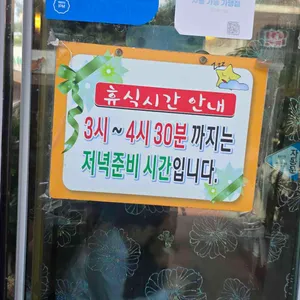 휴식시간 안내
3시 ~ 4시 30분 까지는
저녁준비 시간입니다.